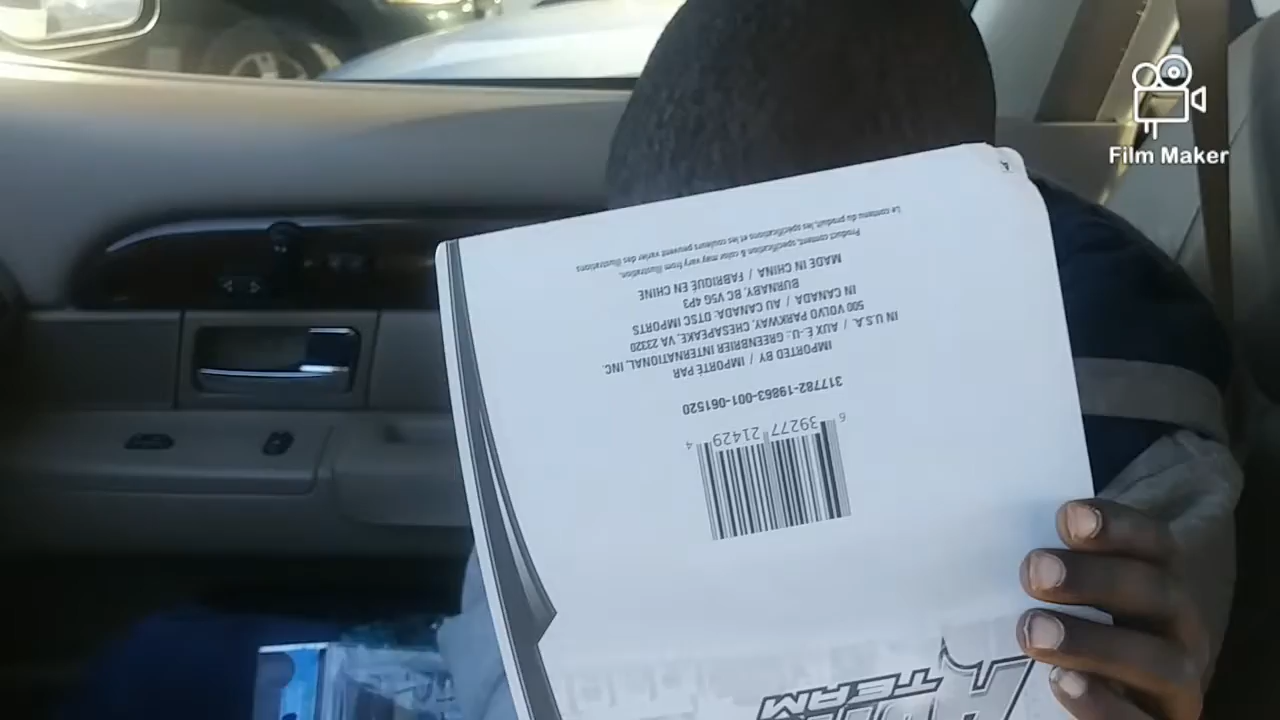 Film Maker
TEAM
6 39277 21429 4
317782-19863-001-061520
IMPORTED BY / IMPORTÉ PAR
IN U.S.A. / AUX É.-U.: GREENBRIER INTERNATIONAL, INC.
500 VOLVO PARKWAY, CHESAPEAKE, VA 23320
IN CANADA / AU CANADA: DTSC IMPORTS
BURNABY, BC V5G 4P3
MADE IN CHINA / FABRIQUÉ EN CHINE
Product content, specification & color may vary from illustration.
Le contenu du produit, les spécifications et les couleurs peuvent varier des illustrations